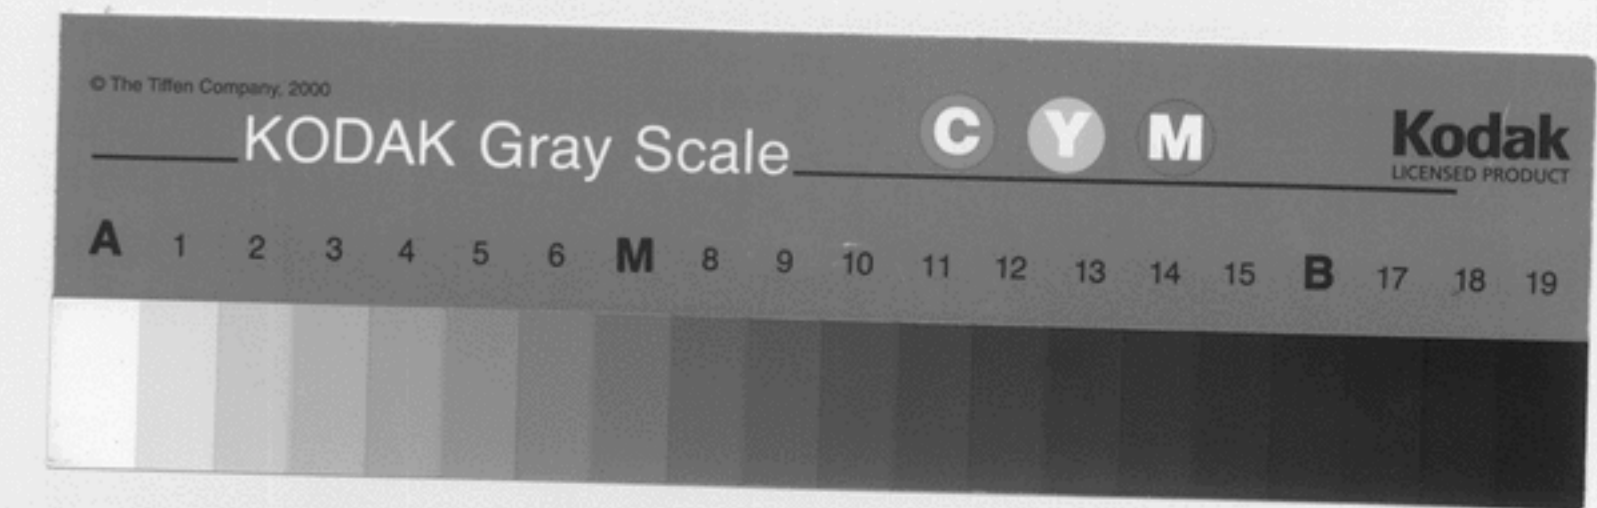 © The Tiffen Company, 2000
KODAK Gray Scale
C Y M
Kodak
LICENSED PRODUCT
A 1 2 3 4 5 6 M 8 9 10 11 12 13 14 15 B 17 18 19